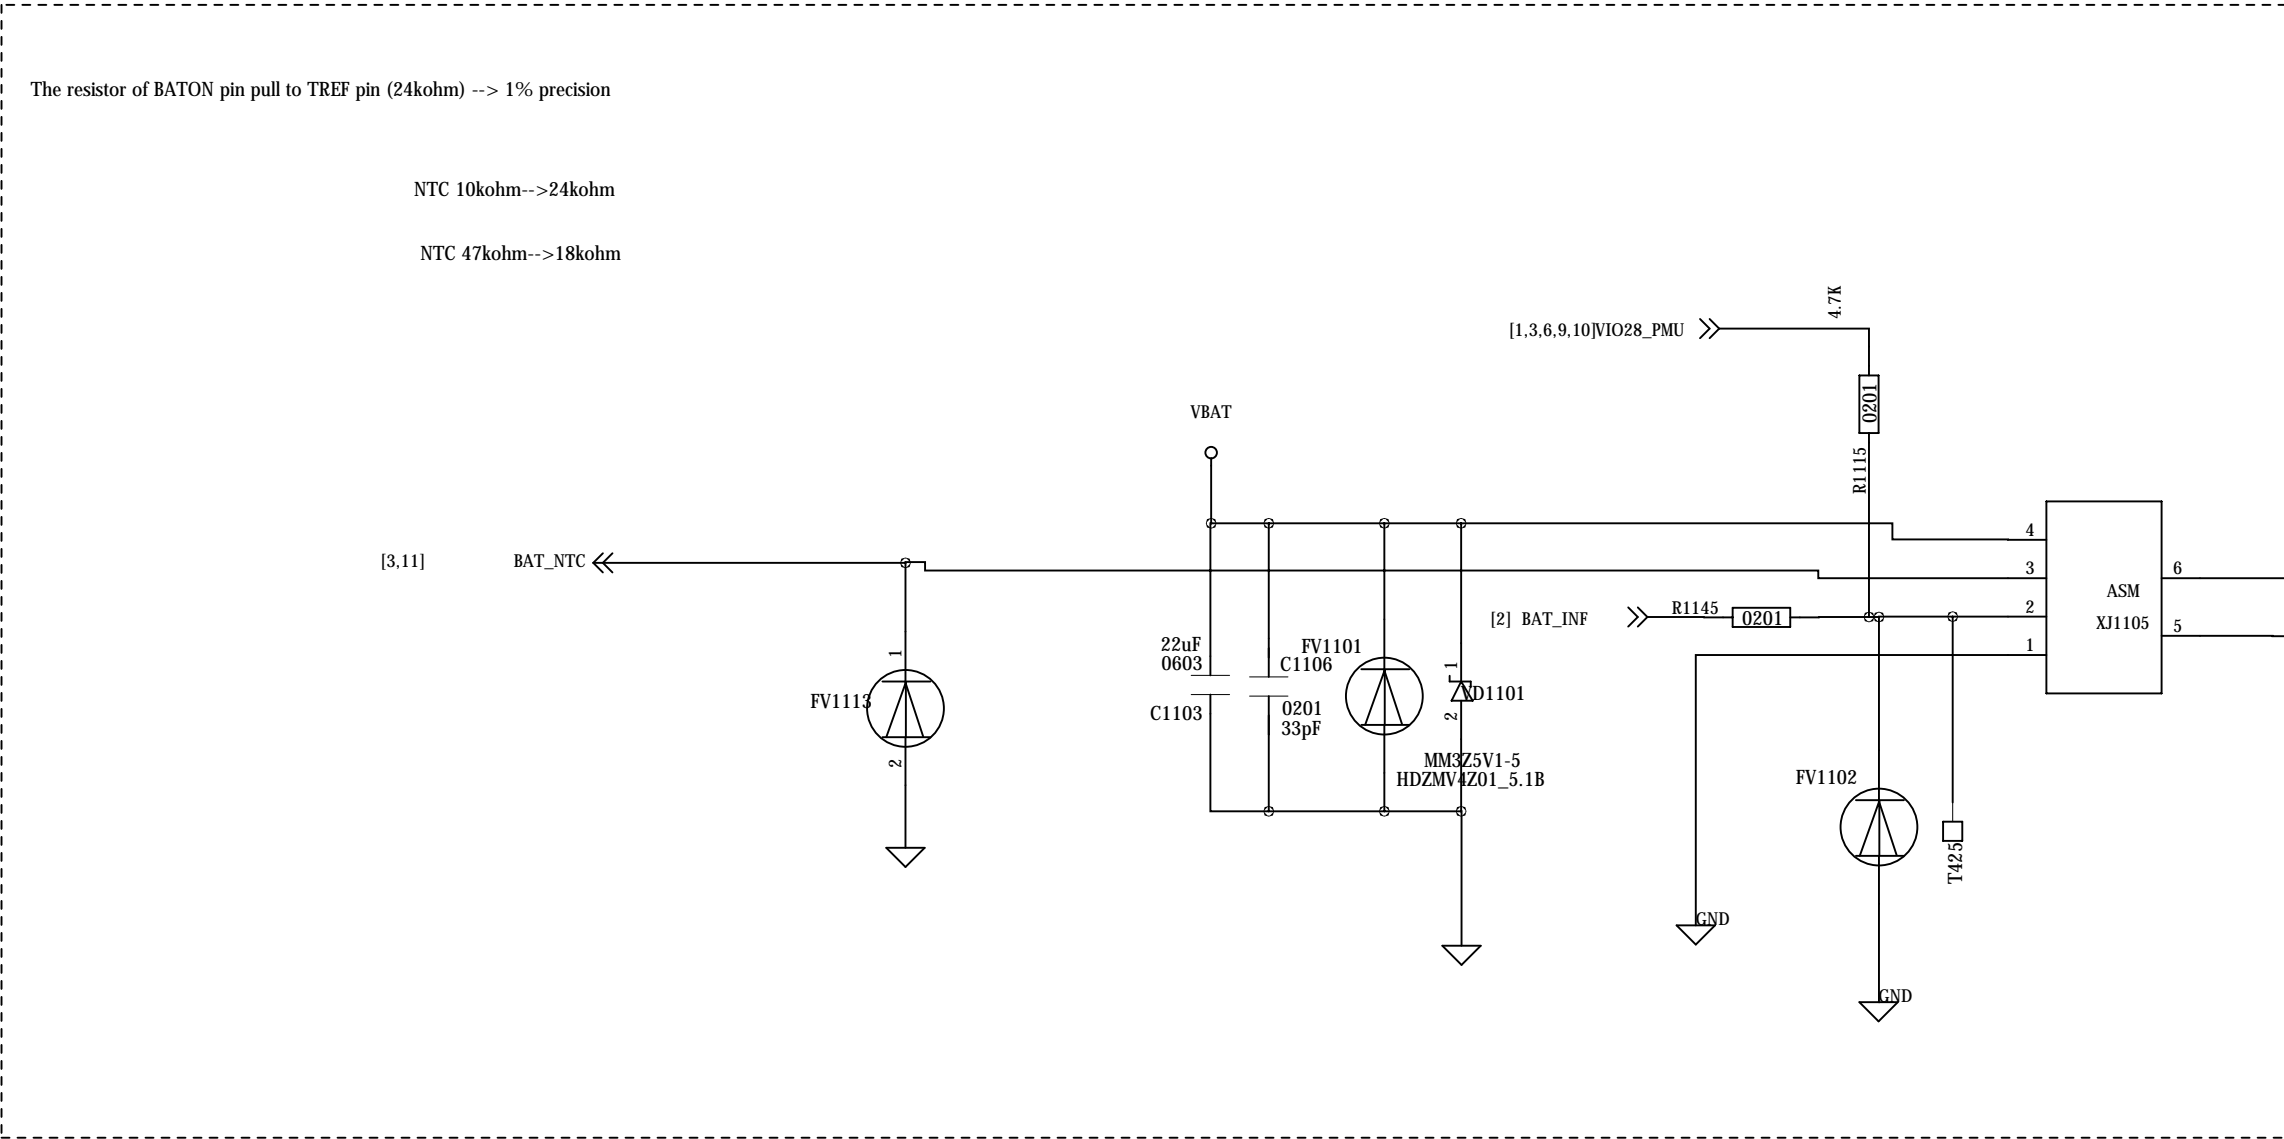 The resistor of BATON pin pull to TREF pin (24kohm) --> 1% precision
NTC 10kohm-->24kohm
NTC 47kohm-->18kohm
4.7K
[1,3,6,9,10]VIO28_PMU
0201
VBAT
R1115
4
[3,11] BAT_NTC
3
6
ASM
R1145
2
[2] BAT_INF
0201
XJ1105
5
22uF
FV1101
1
0603
C1106
1
1
FV1113
D1101
C1103
0201
2
33pF
2
MM3Z5V1-5
HDZMV4Z01_5.1B
FV1102
T425
GND
GND